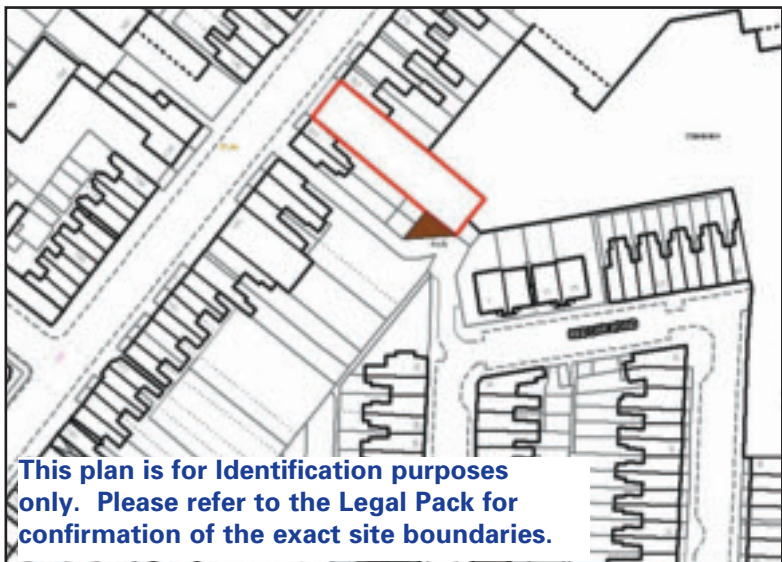 This plan is for Identification purposes
only. Please refer to the Legal Pack for
confirmation of the exact site boundaries.